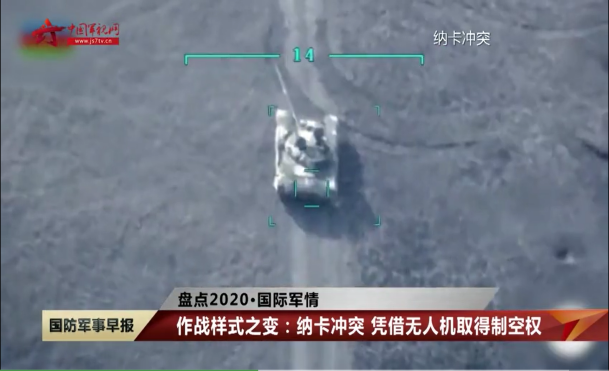 中国军视网
www.js7tv.cn
纳卡冲突
14
盘点2020·国际军情
国防军事早报
作战样式之变：纳卡冲突 凭借无人机取得制空权